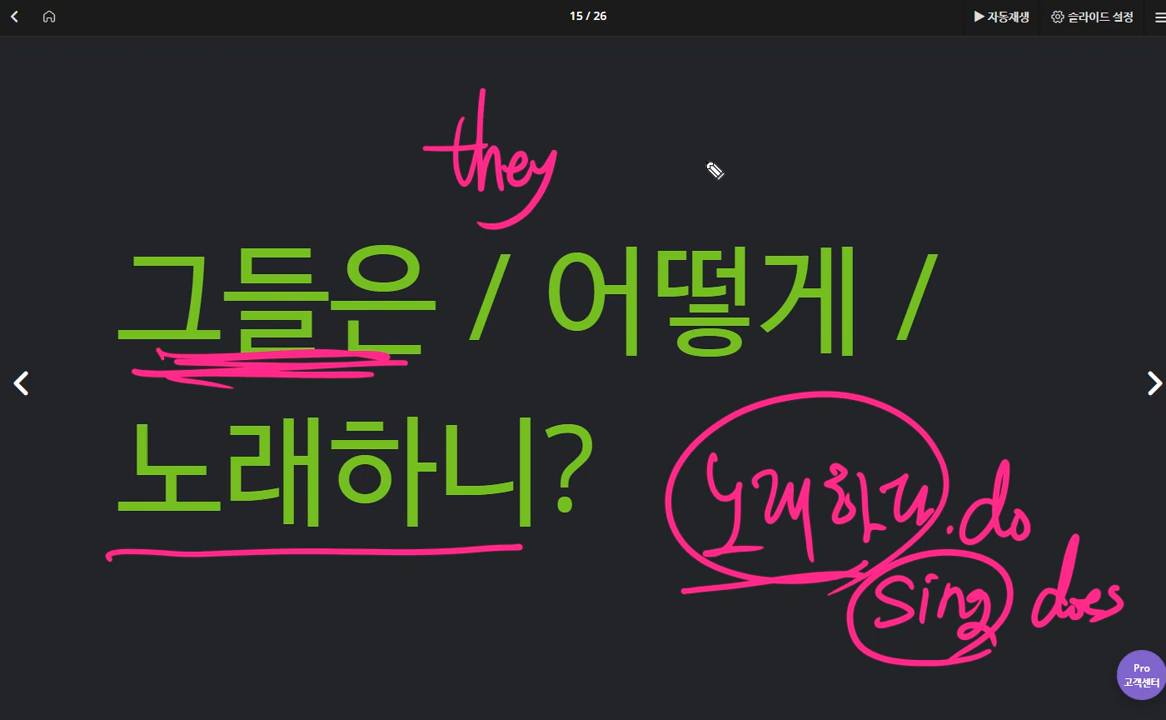 15 / 26
▶ 자동재생
슬라이드 설정
they
그들은 / 어떻게 /
노래하니?
노래하다 . do
sing does
Pro
고객센터